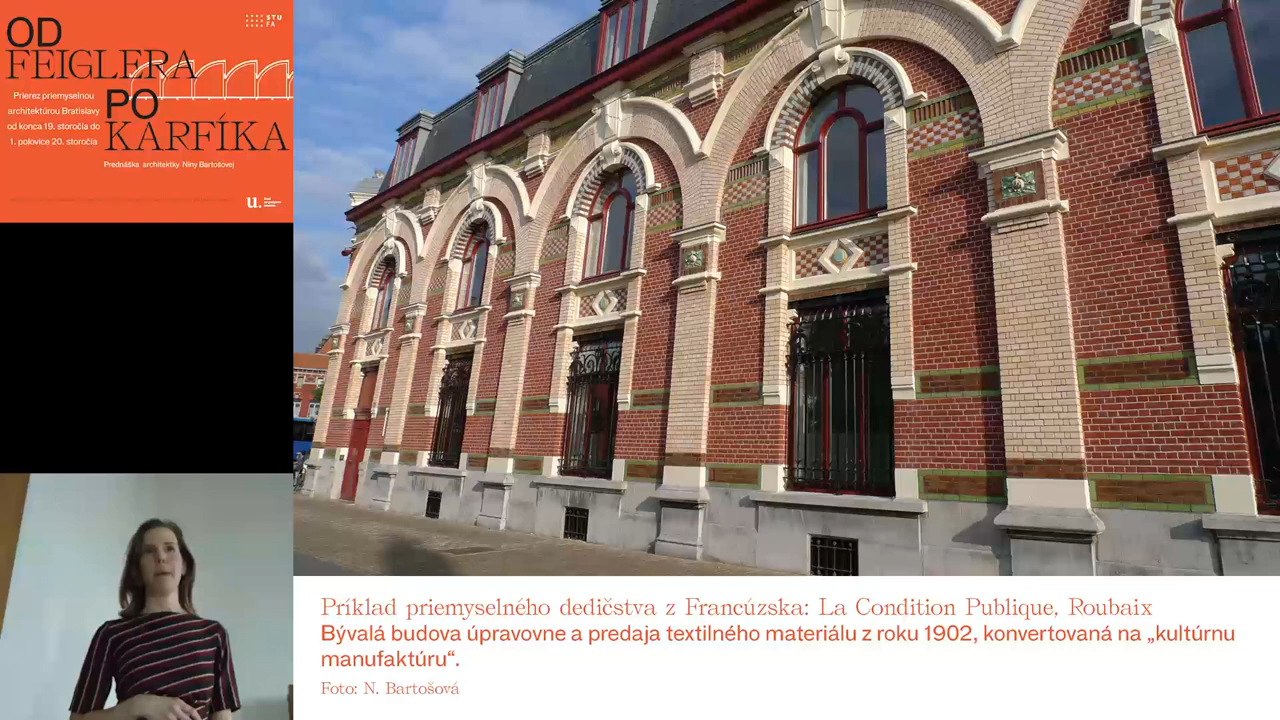 OD
FEIGLERA
PO
KARFÍKA
Prierez priemyselnou
architektúrou Bratislavy
od konca 19. storočia do
1. polovice 20. storočia
Prednáška architektky Niny Bartošovej
STU
FA
u.
Príklad priemyselného dedičstva z Francúzska: La Condition Publique, Roubaix
Bývalá budova úpravovne a predaja textilného materiálu z roku 1902, konvertovaná na „kultúrnu
manufaktúru“.
Foto: N. Bartošová